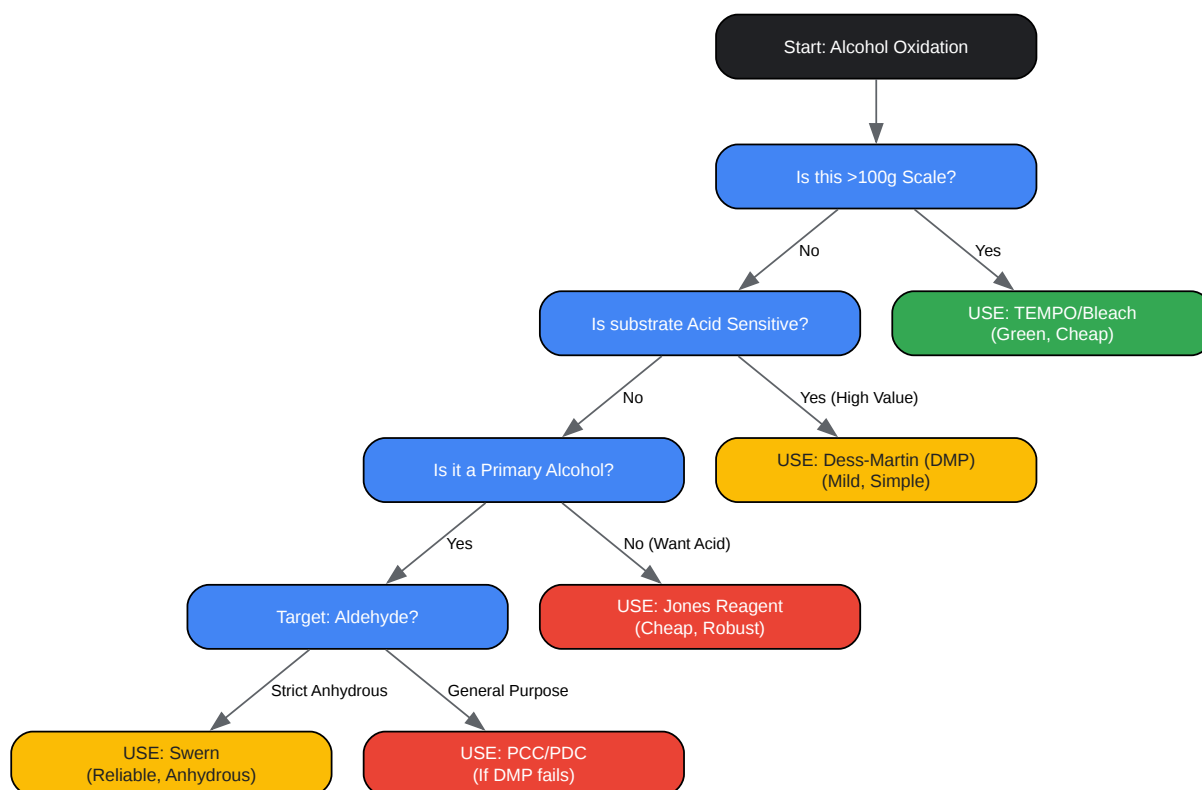 Start: Alcohol Oxidation
Is this >100g Scale?
No
Yes
Is substrate Acid Sensitive?
USE: TEMPO/Bleach
(Green, Cheap)
No
Yes (High Value)
Is it a Primary Alcohol?
USE: Dess-Martin (DMP)
(Mild, Simple)
Yes
No (Want Acid)
Target: Aldehyde?
USE: Jones Reagent
(Cheap, Robust)
Strict Anhydrous
General Purpose
USE: Swern
(Reliable, Anhydrous)
USE: PCC/PDC
(If DMP fails)